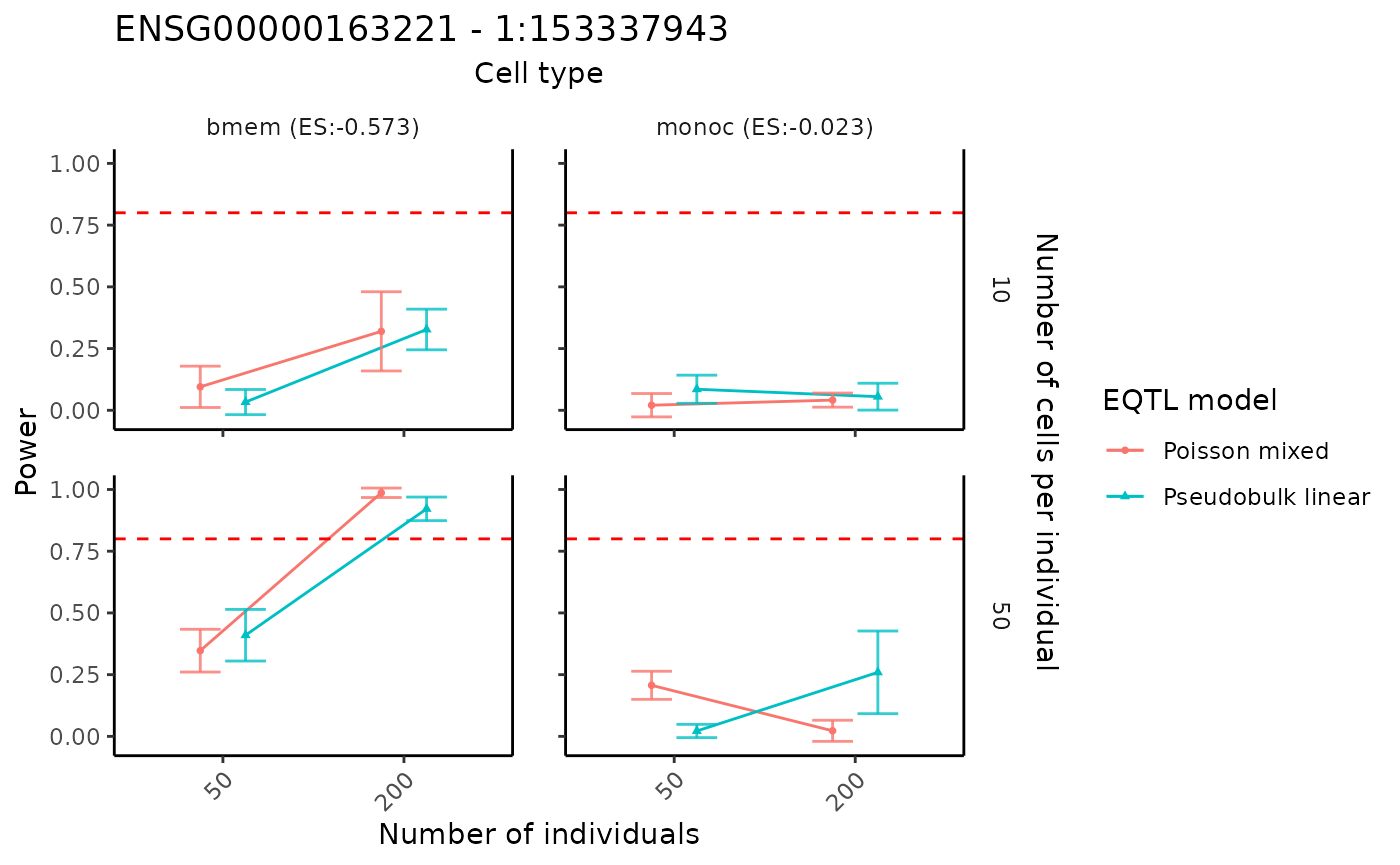 ENSG00000163221 - 1:153337943
Cell type
bmem (ES:-0.573)
monoc (ES:-0.023)
Power
1.00
0.75
0.50
0.25
0.00
10
1.00
0.75
0.50
0.25
0.00
50
Number of cells per individual
50
200
50
200
Number of individuals
EQTL model
Poisson mixed
Pseudobulk linear